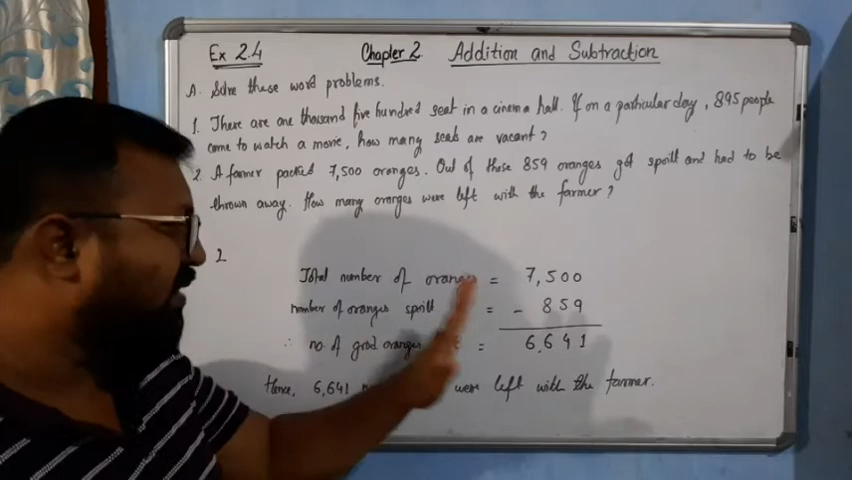 Ex 2.4 Chapter 2 Addition and Subtraction
A. Solve these word problems.
1. There are one thousand five hundred seat in a cinema hall. If on a particular day, 895 people
came to watch a movie, how many seats are vacant?
2. A farmer packed 7,500 oranges. Out of these 859 oranges got spoilt and had to be
thrown away. How many oranges were left with the farmer?
2
Total number of oranges = 7,500
number of oranges spoilt = - 859
∴ no. of good oranges = 6,641
Hence, 6,641 were left with the farmer.